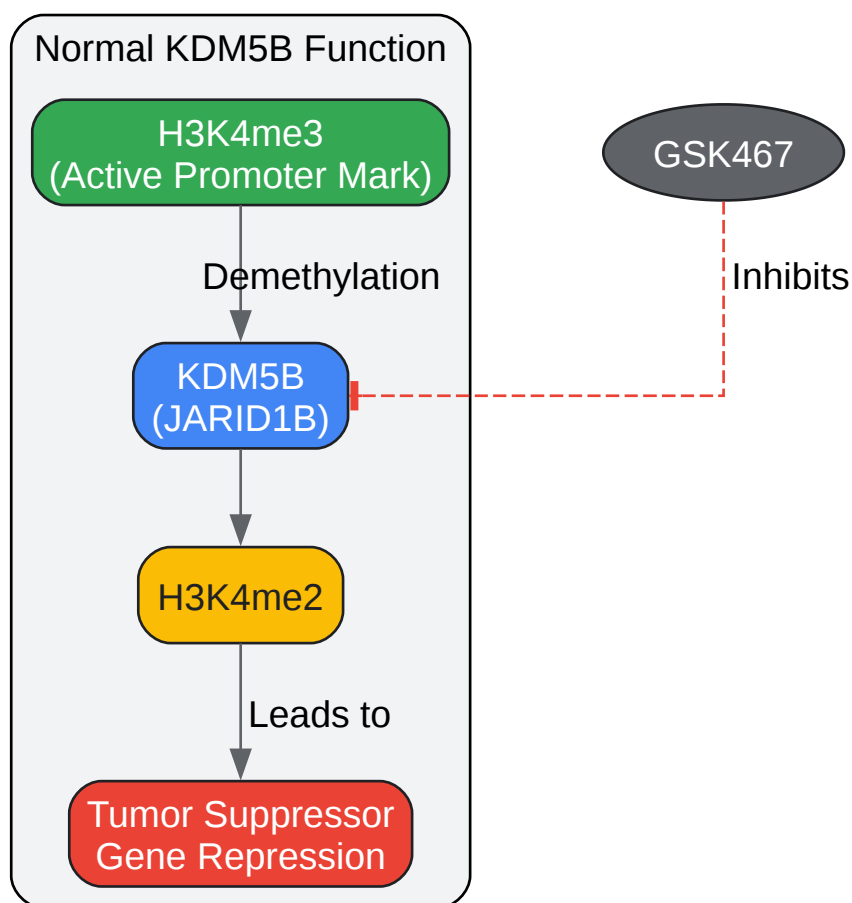 Normal KDM5B Function
H3K4me3
(Active Promoter Mark)
GSK467
Demethylation
Inhibits
KDM5B
(JARID1B)
H3K4me2
Leads to
Tumor Suppressor
Gene Repression